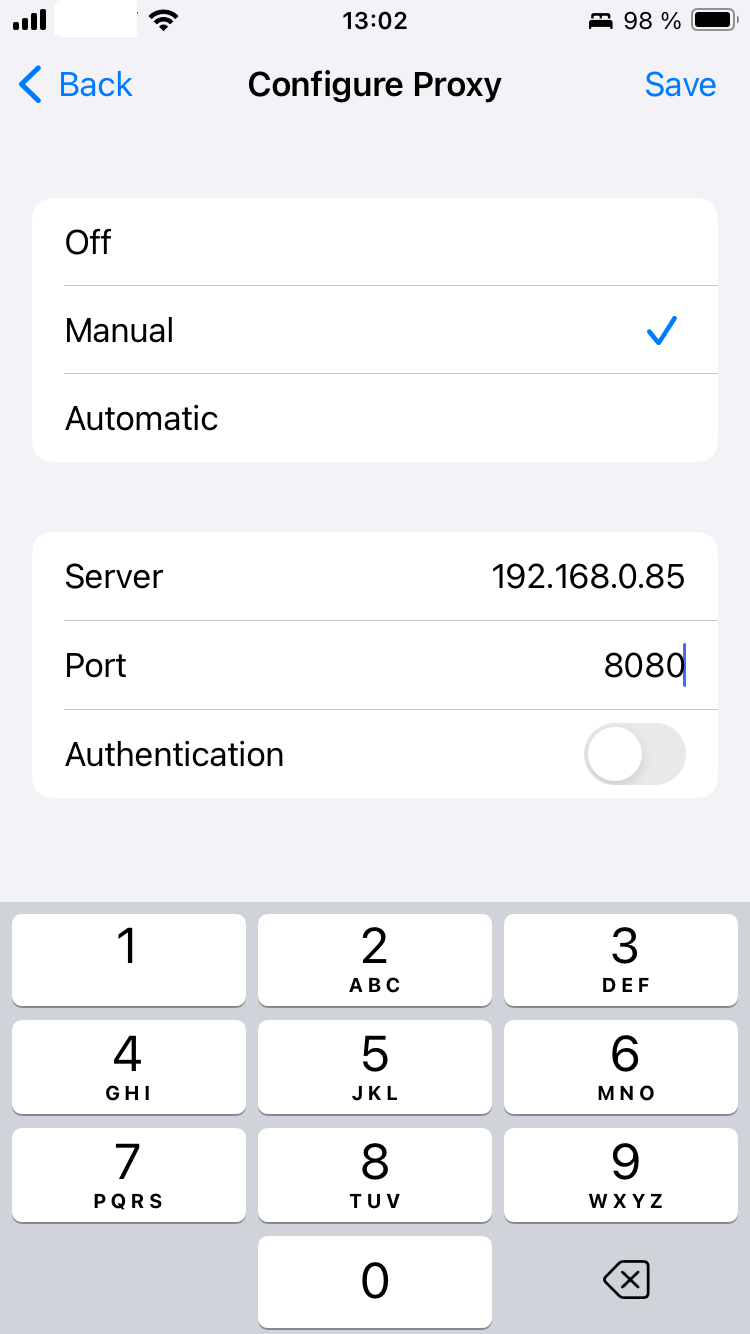 13:02
98 %
Back
Configure Proxy
Save
Off
Manual
Automatic
Server 192.168.0.85
Port 8080
Authentication
1
2 ABC
3 DEF
4 GHI
5 JKL
6 MNO
7 PQRS
8 TUV
9 WXYZ
0